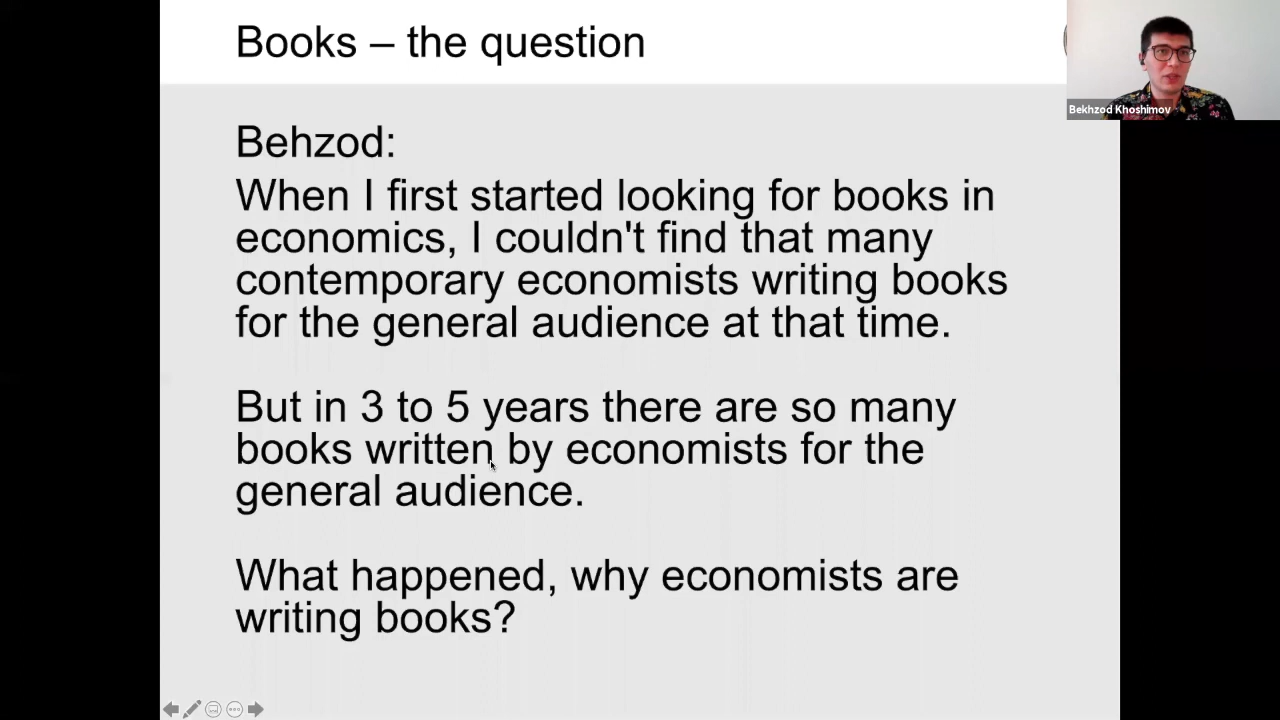 Books – the question
Bekhzod Khoshimov
Behzod:
When I first started looking for books in
economics, I couldn't find that many
contemporary economists writing books
for the general audience at that time.
But in 3 to 5 years there are so many
books written by economists for the
general audience.
What happened, why economists are
writing books?